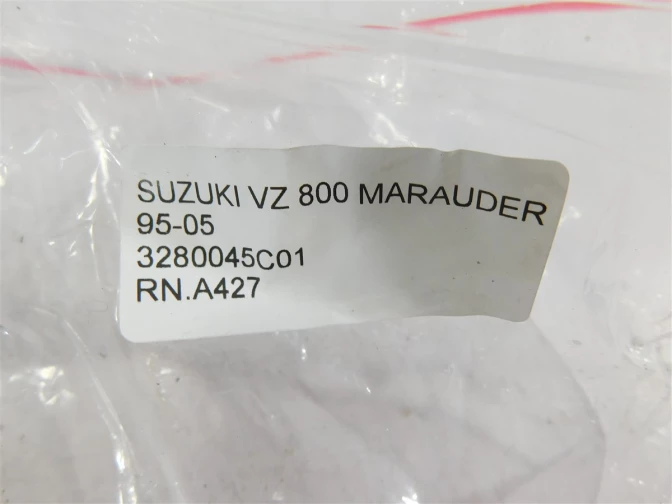 SUZUKI VZ 800 MARAUDER
95-05
3280045C01
RN.A427